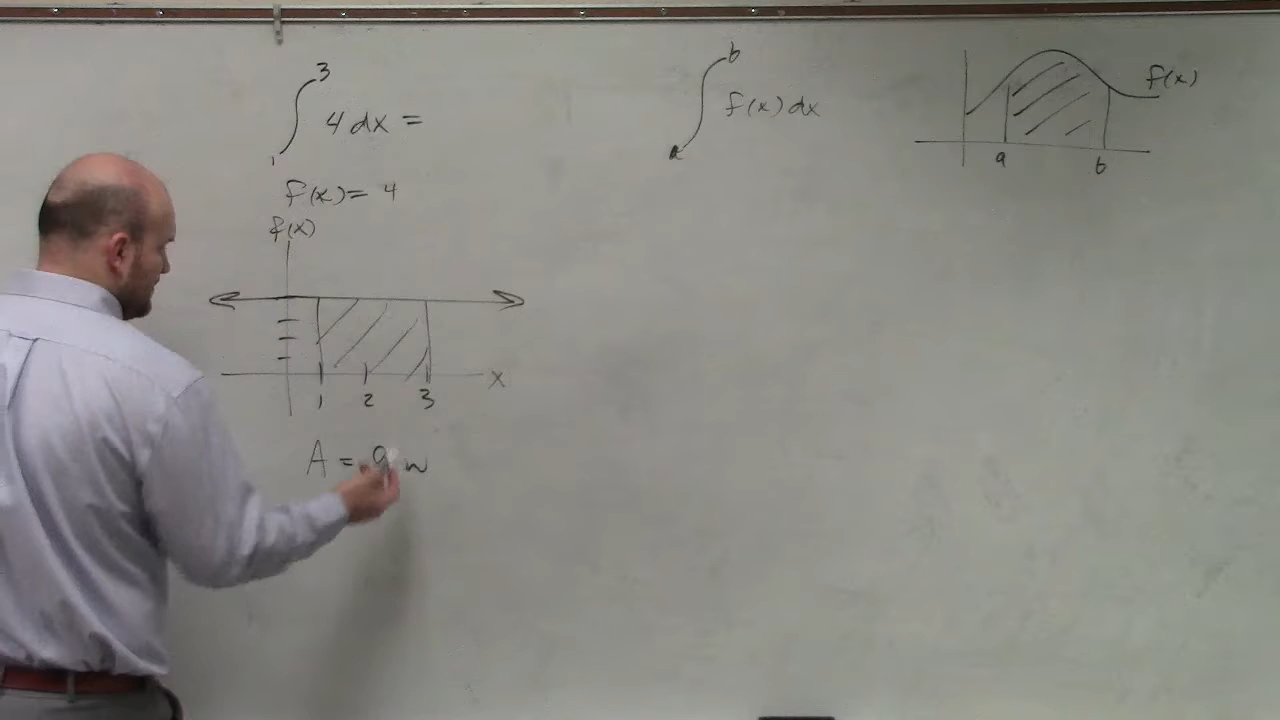 ∫₁³ 4 dx =
f(x) = 4
f(x)
x
1 2 3
A =
∫ₐᵇ f(x) dx
f(x)
a b